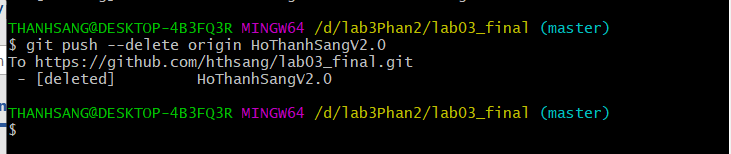 THANHSANG@DESKTOP-4B3FQ3R MINGW64 /d/lab3Phan2/lab03_final (master)
$ git push --delete origin HoThanhSangV2.0
To https://github.com/hthsang/lab03_final.git
 - [deleted]         HoThanhSangV2.0
THANHSANG@DESKTOP-4B3FQ3R MINGW64 /d/lab3Phan2/lab03_final (master)
$